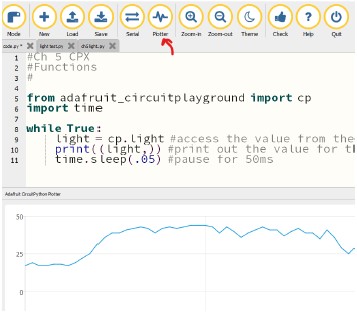 Mode New Load Save Serial Plotter Zoom-in Zoom-out Theme Check Help Quit
code.py * light test.py ch5 light.py
1 #Ch 5 CPX
2 #Functions
3 #
4
5 from adafruit_circuitplayground import cp
6 import time
7
8 while True:
9 light = cp.light #access the value from the
10 print((light,)) #print out the value for th
11 time.sleep(.05) #pause for 50ms
Adafruit CircuitPython Plotter
50
25
0